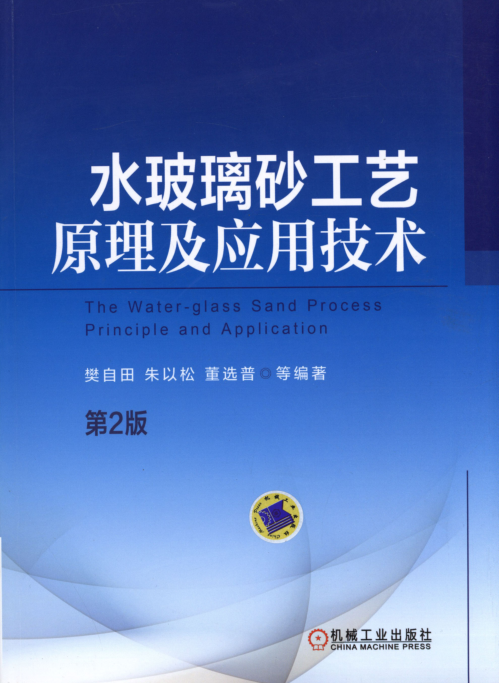 水玻璃砂工艺
原理及应用技术
The Water-glass Sand Process
Principle and Application
樊自田 朱以松 董选普◎等编著
第2版
机械工业出版社
CHINA MACHINE PRESS